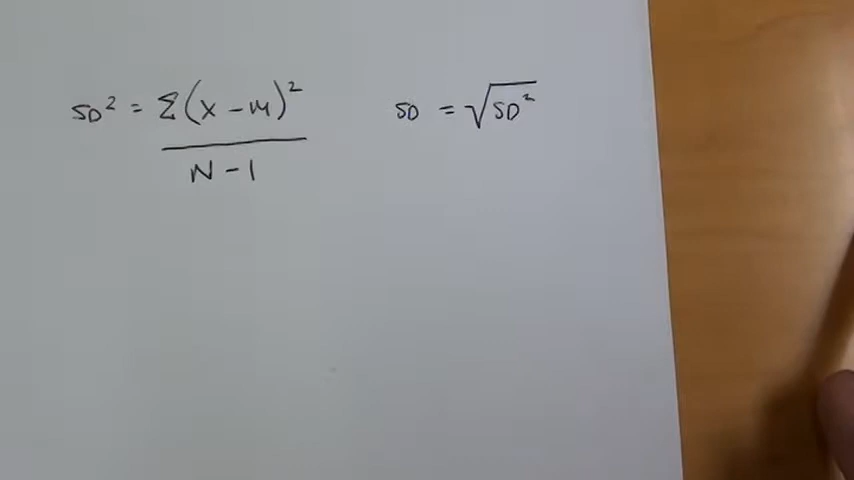 SD² = Σ(X - M)² / N - 1
SD = √SD²